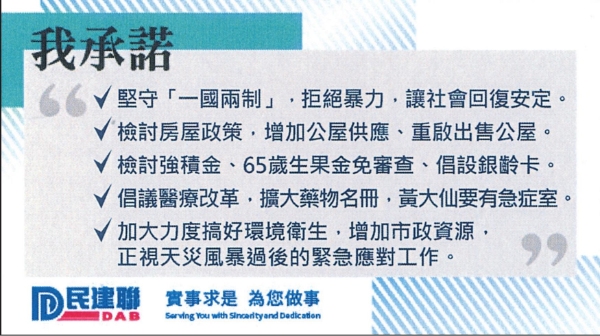 我承諾
✓ 堅守「一國兩制」，拒絕暴力，讓社會回復安定。
✓ 檢討房屋政策，增加公屋供應、重啟出售公屋。
✓ 檢討強積金、65歲生果金免審查、倡設銀齡卡。
✓ 倡議醫療改革，擴大藥物名冊，黃大仙要有急症室。
✓ 加大力度搞好環境衛生，增加市政資源，
正視天災風暴過後的緊急應對工作。
民建聯
DAB
實事求是 為您做事
Serving You with Sincerity and Dedication